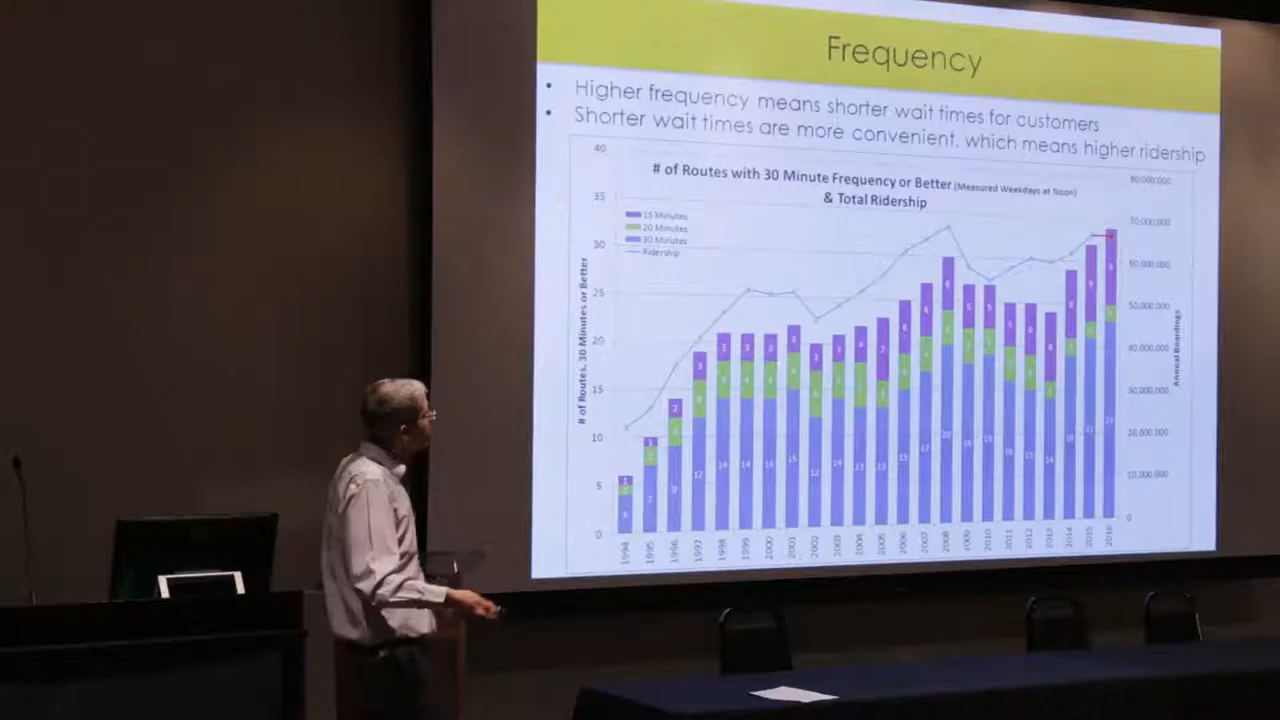 Frequency
• Higher frequency means shorter wait times for customers
• Shorter wait times are more convenient, which means higher ridership
# of Routes with 30 Minute Frequency or Better (Measured Weekdays at Noon)
& Total Ridership
15 Minutes
20 Minutes
30 Minutes
Ridership
# of Routes, 30 Minutes or Better
40
35
30
25
20
15
10
5
0
80,000,000
70,000,000
60,000,000
50,000,000
40,000,000
30,000,000
20,000,000
10,000,000
0
Annual Boardings
1994 1995 1996 1997 1998 1999 2000 2001 2002 2003 2004 2005 2006 2007 2008 2009 2010 2011 2012 2013 2014 2015 2016